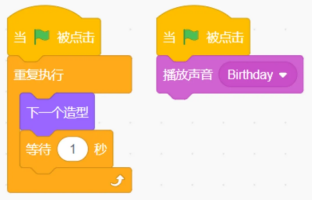 当 被点击
重复执行
下一个造型
等待 1 秒
当 被点击
播放声音 Birthday